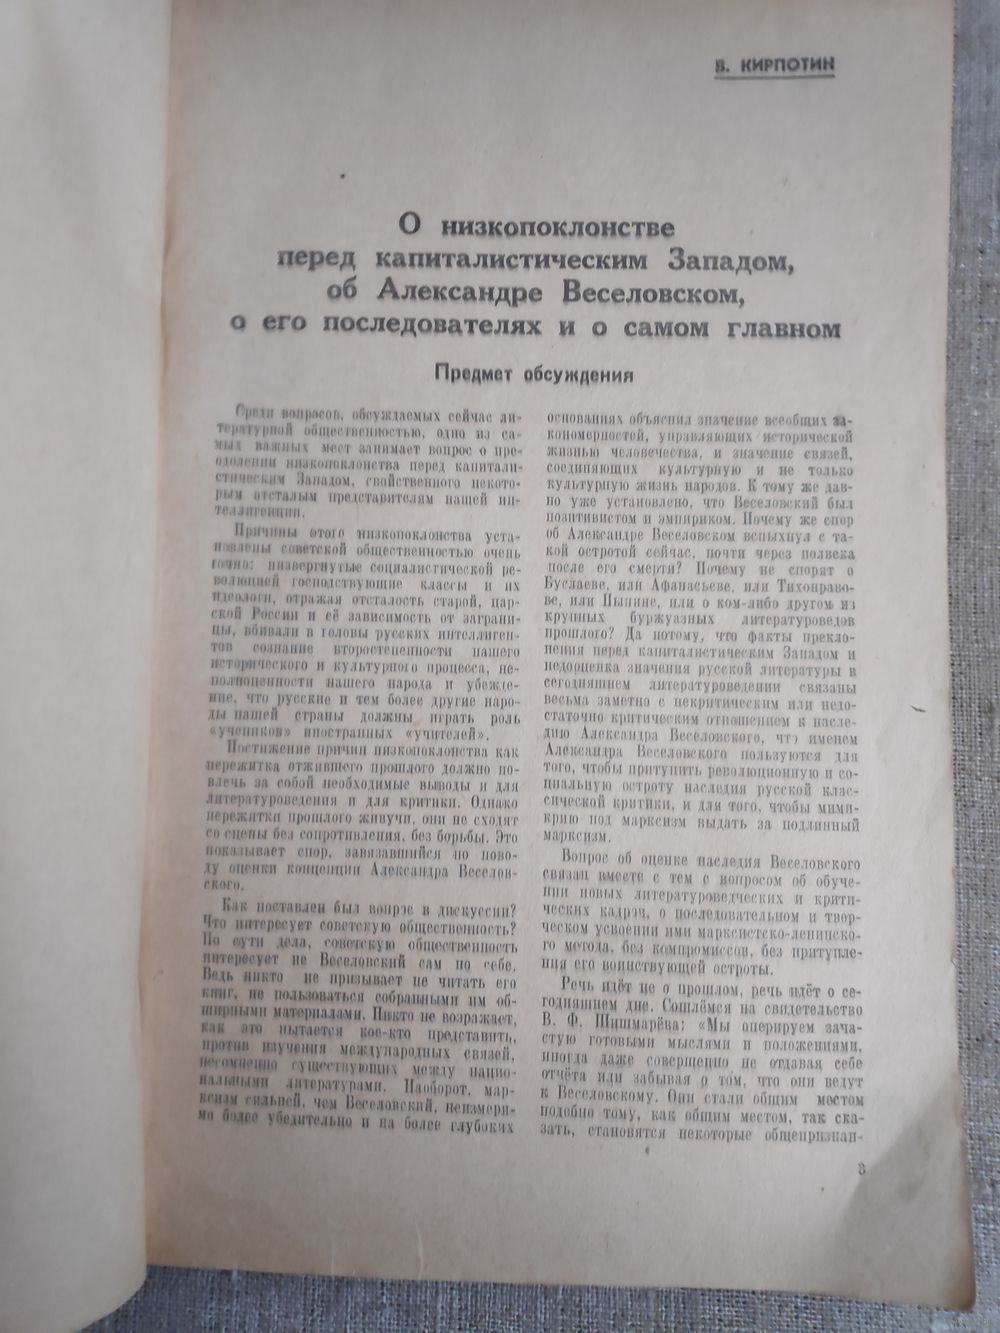 В. КИРПОТИН
О низкопоклонстве
перед капиталистическим Западом,
об Александре Веселовском,
о его последователях и о самом главном
Предмет обсуждения
Среди вопросов, обсуждаемых сейчас ли-
тературной общественностью, одно из са-
мых важных мест занимает вопрос о пре-
одолении низкопоклонства перед капитали-
стическим Западом, свойственного некото-
рым отсталым представителям нашей ин-
теллигенции.
Причины этого низкопоклонства уста-
новлены советской общественностью очень
точно: низвергнутые социалистической ре-
волюцией господствующие классы и их
идеологи, отражая отсталость старой, цар-
ской России и её зависимость от заграни-
цы, вбивали в головы русских интеллиген-
тов сознание второстепенности нашего
исторического и культурного процесса, не-
полноценности нашего народа и убежде-
ние, что русские и тем более другие наро-
ды нашей страны должны играть роль
«учеников» иностранных «учителей».
Постижение причин низкопоклонства как
пережитка отжившего прошлого должно по-
влечь за собой необходимые выводы и для
литературоведения и для критики. Однако
пережитки прошлого живучи, они не сходят
со сцены без сопротивления, без борьбы. Это
показывает спор, завязавшийся по пово-
ду оценки концепции Александра Веселов-
ского.
Как поставлен был вопрос в дискуссии?
Что интересует советскую общественность?
По сути дела, советскую общественность
интересует не Веселовский сам по себе.
Ведь никто не призывает не читать его
книг, не пользоваться собранными им об-
ширными материалами. Никто не возражает,
как это пытается кое-кто представить,
против изучения международных связей,
несомненно существующих между нацио-
нальными литературами. Наоборот, мар-
ксизм сильней, чем Веселовский, неизмери-
мо более убедительно и на более глубоких
основаниях объяснил значение всеобщих за-
кономерностей, управляющих исторической
жизнью человечества, и значение связей,
соединяющих культурную и не только
культурную жизнь народов. К тому же дав-
но уже установлено, что Веселовский был
позитивистом и эмпириком. Почему же спор
об Александре Веселовском вспыхнул с та-
кой остротой сейчас, почти через полвека
после его смерти? Почему не спорят о
Буслаеве, или Афанасьеве, или Тихонраво-
ве, или Пыпине, или о ком-либо другом из
крупных буржуазных литературоведов
прошлого? Да потому, что факты прекло-
нения перед капиталистическим Западом и
недооценка значения русской литературы в
сегодняшнем литературоведении связаны
весьма заметно с некритическим или недо-
статочно критическим отношением к насле-
дию Александра Веселовского, что именем
Александра Веселовского пользуются для
того, чтобы притупить революционную и со-
циальную остроту наследия русской клас-
сической критики, и для того, чтобы мими-
крию под марксизм выдать за подлинный
марксизм.
Вопрос об оценке наследия Веселовского
связан вместе с тем с вопросом об обуче-
нии новых литературоведческих и крити-
ческих кадров, о последовательном и твор-
ческом усвоении ими марксистско-ленинско-
го метода, без компромиссов, без притупле-
ния его воинствующей остроты.
Речь идёт не о прошлом, речь идёт о се-
годняшнем дне. Сошлёмся на свидетельство
В. Ф. Шишмарёва: «Мы оперируем зача-
стую готовыми мыслями и положениями,
иногда даже совершенно не отдавая себе
отчёта или забывая о том, что они ведут
к Веселовскому. Они стали общим местом
подобно тому, как общим местом, так ска-
зать, становятся некоторые общепризнан-
3